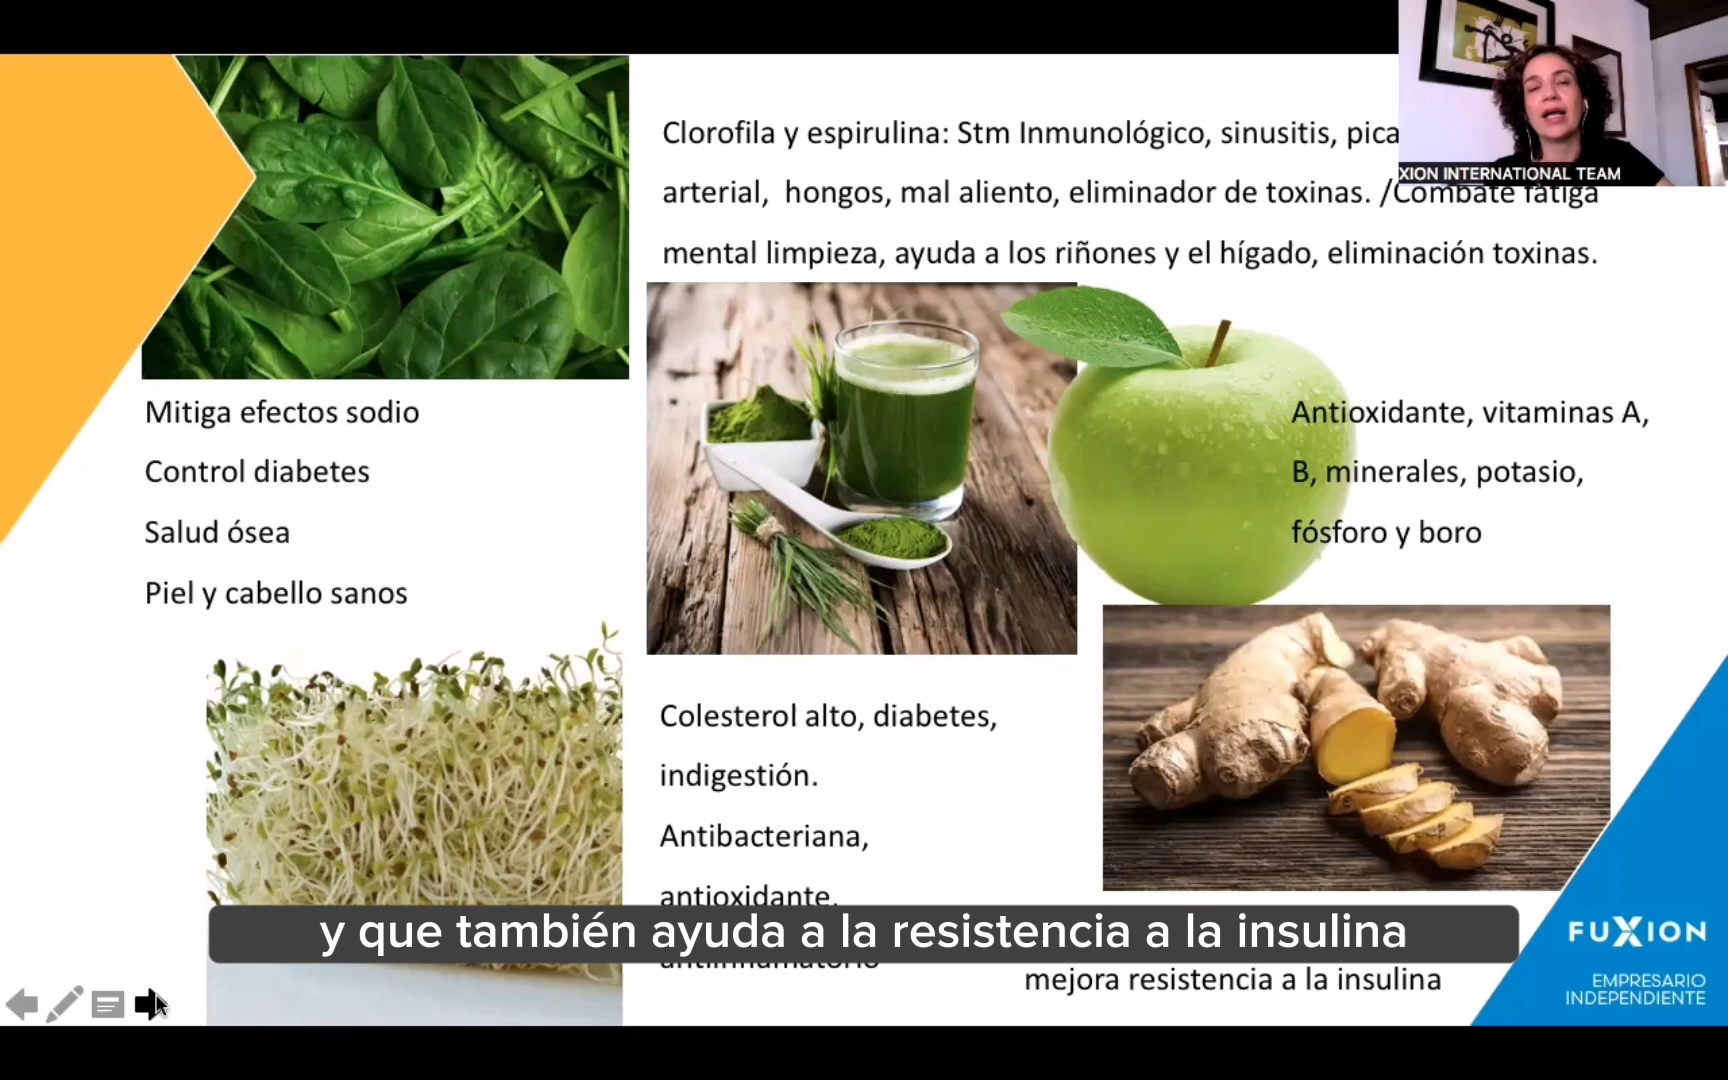 Clorofila y espirulina: Stm Inmunológico, sinusitis,
arterial, hongos, mal aliento, eliminador de toxinas. /Combate fatiga
mental limpieza, ayuda a los riñones y el hígado, eliminación toxinas.
XION INTERNATIONAL TEAM
Mitiga efectos sodio
Control diabetes
Salud ósea
Piel y cabello sanos
Antioxidante, vitaminas A,
B, minerales, potasio,
fósforo y boro
Colesterol alto, diabetes,
indigestión.
Antibacteriana,
antioxidante,
antiinflamatorio
y que también ayuda a la resistencia a la insulina
mejora resistencia a la insulina
FUXION
EMPRESARIO
INDEPENDIENTE